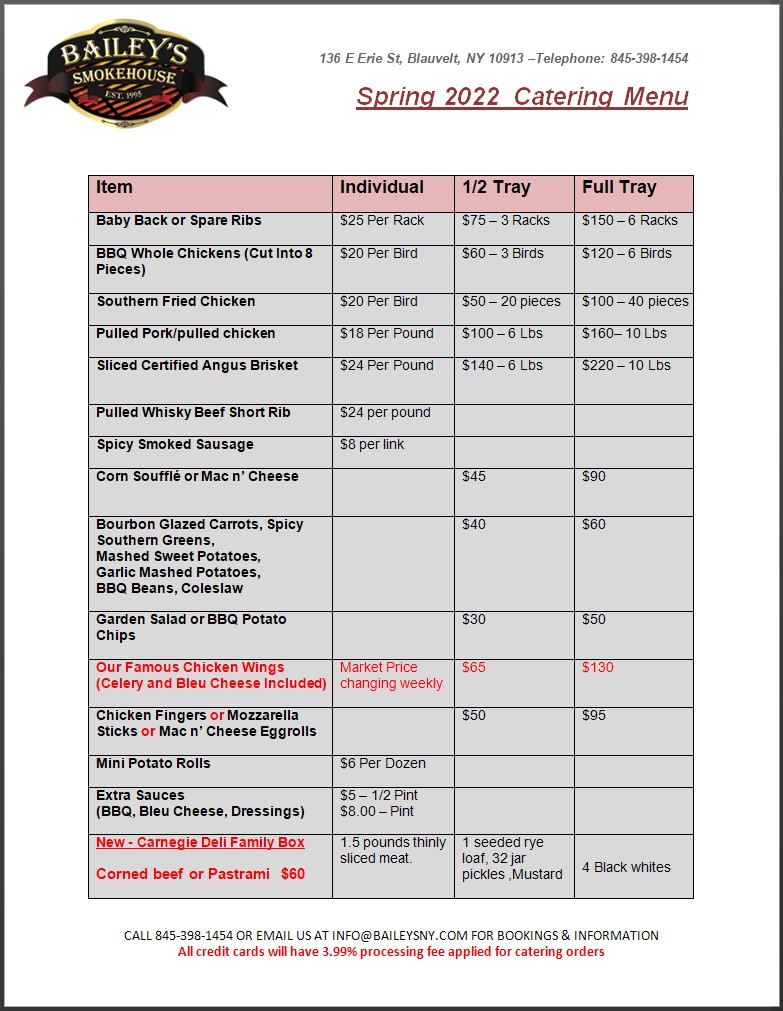 BAILEY'S
SMOKEHOUSE
EST. 1995
136 E Erie St, Blauvelt, NY 10913 –Telephone: 845-398-1454
Spring 2022 Catering Menu
Item Individual 1/2 Tray Full Tray
Baby Back or Spare Ribs $25 Per Rack $75 – 3 Racks $150 – 6 Racks
BBQ Whole Chickens (Cut Into 8 $20 Per Bird $60 – 3 Birds $120 – 6 Birds
Pieces)
Southern Fried Chicken $20 Per Bird $50 – 20 pieces $100 – 40 pieces
Pulled Pork/pulled chicken $18 Per Pound $100 – 6 Lbs $160– 10 Lbs
Sliced Certified Angus Brisket $24 Per Pound $140 – 6 Lbs $220 – 10 Lbs
Pulled Whisky Beef Short Rib $24 per pound
Spicy Smoked Sausage $8 per link
Corn Soufflé or Mac n' Cheese $45 $90
Bourbon Glazed Carrots, Spicy $40 $60
Southern Greens,
Mashed Sweet Potatoes,
Garlic Mashed Potatoes,
BBQ Beans, Coleslaw
Garden Salad or BBQ Potato $30 $50
Chips
Our Famous Chicken Wings Market Price $65 $130
(Celery and Bleu Cheese Included) changing weekly
Chicken Fingers or Mozzarella $50 $95
Sticks or Mac n' Cheese Eggrolls
Mini Potato Rolls $6 Per Dozen
Extra Sauces $5 – 1/2 Pint
(BBQ, Bleu Cheese, Dressings) $8.00 – Pint
New - Carnegie Deli Family Box 1.5 pounds thinly 1 seeded rye
sliced meat. loaf, 32 jar
Corned beef or Pastrami $60 pickles ,Mustard 4 Black whites
CALL 845-398-1454 OR EMAIL US AT INFO@BAILEYSNY.COM FOR BOOKINGS & INFORMATION
All credit cards will have 3.99% processing fee applied for catering orders